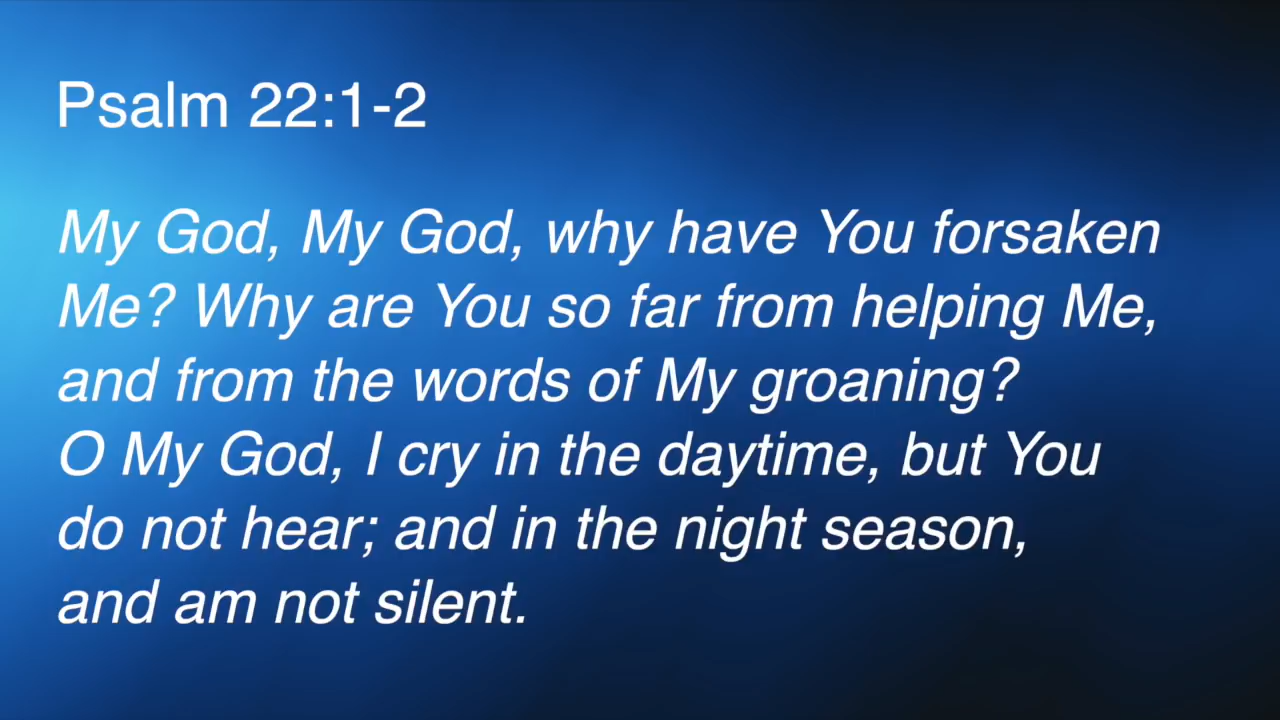 Psalm 22:1-2
My God, My God, why have You forsaken
Me? Why are You so far from helping Me,
and from the words of My groaning?
O My God, I cry in the daytime, but You
do not hear; and in the night season,
and am not silent.